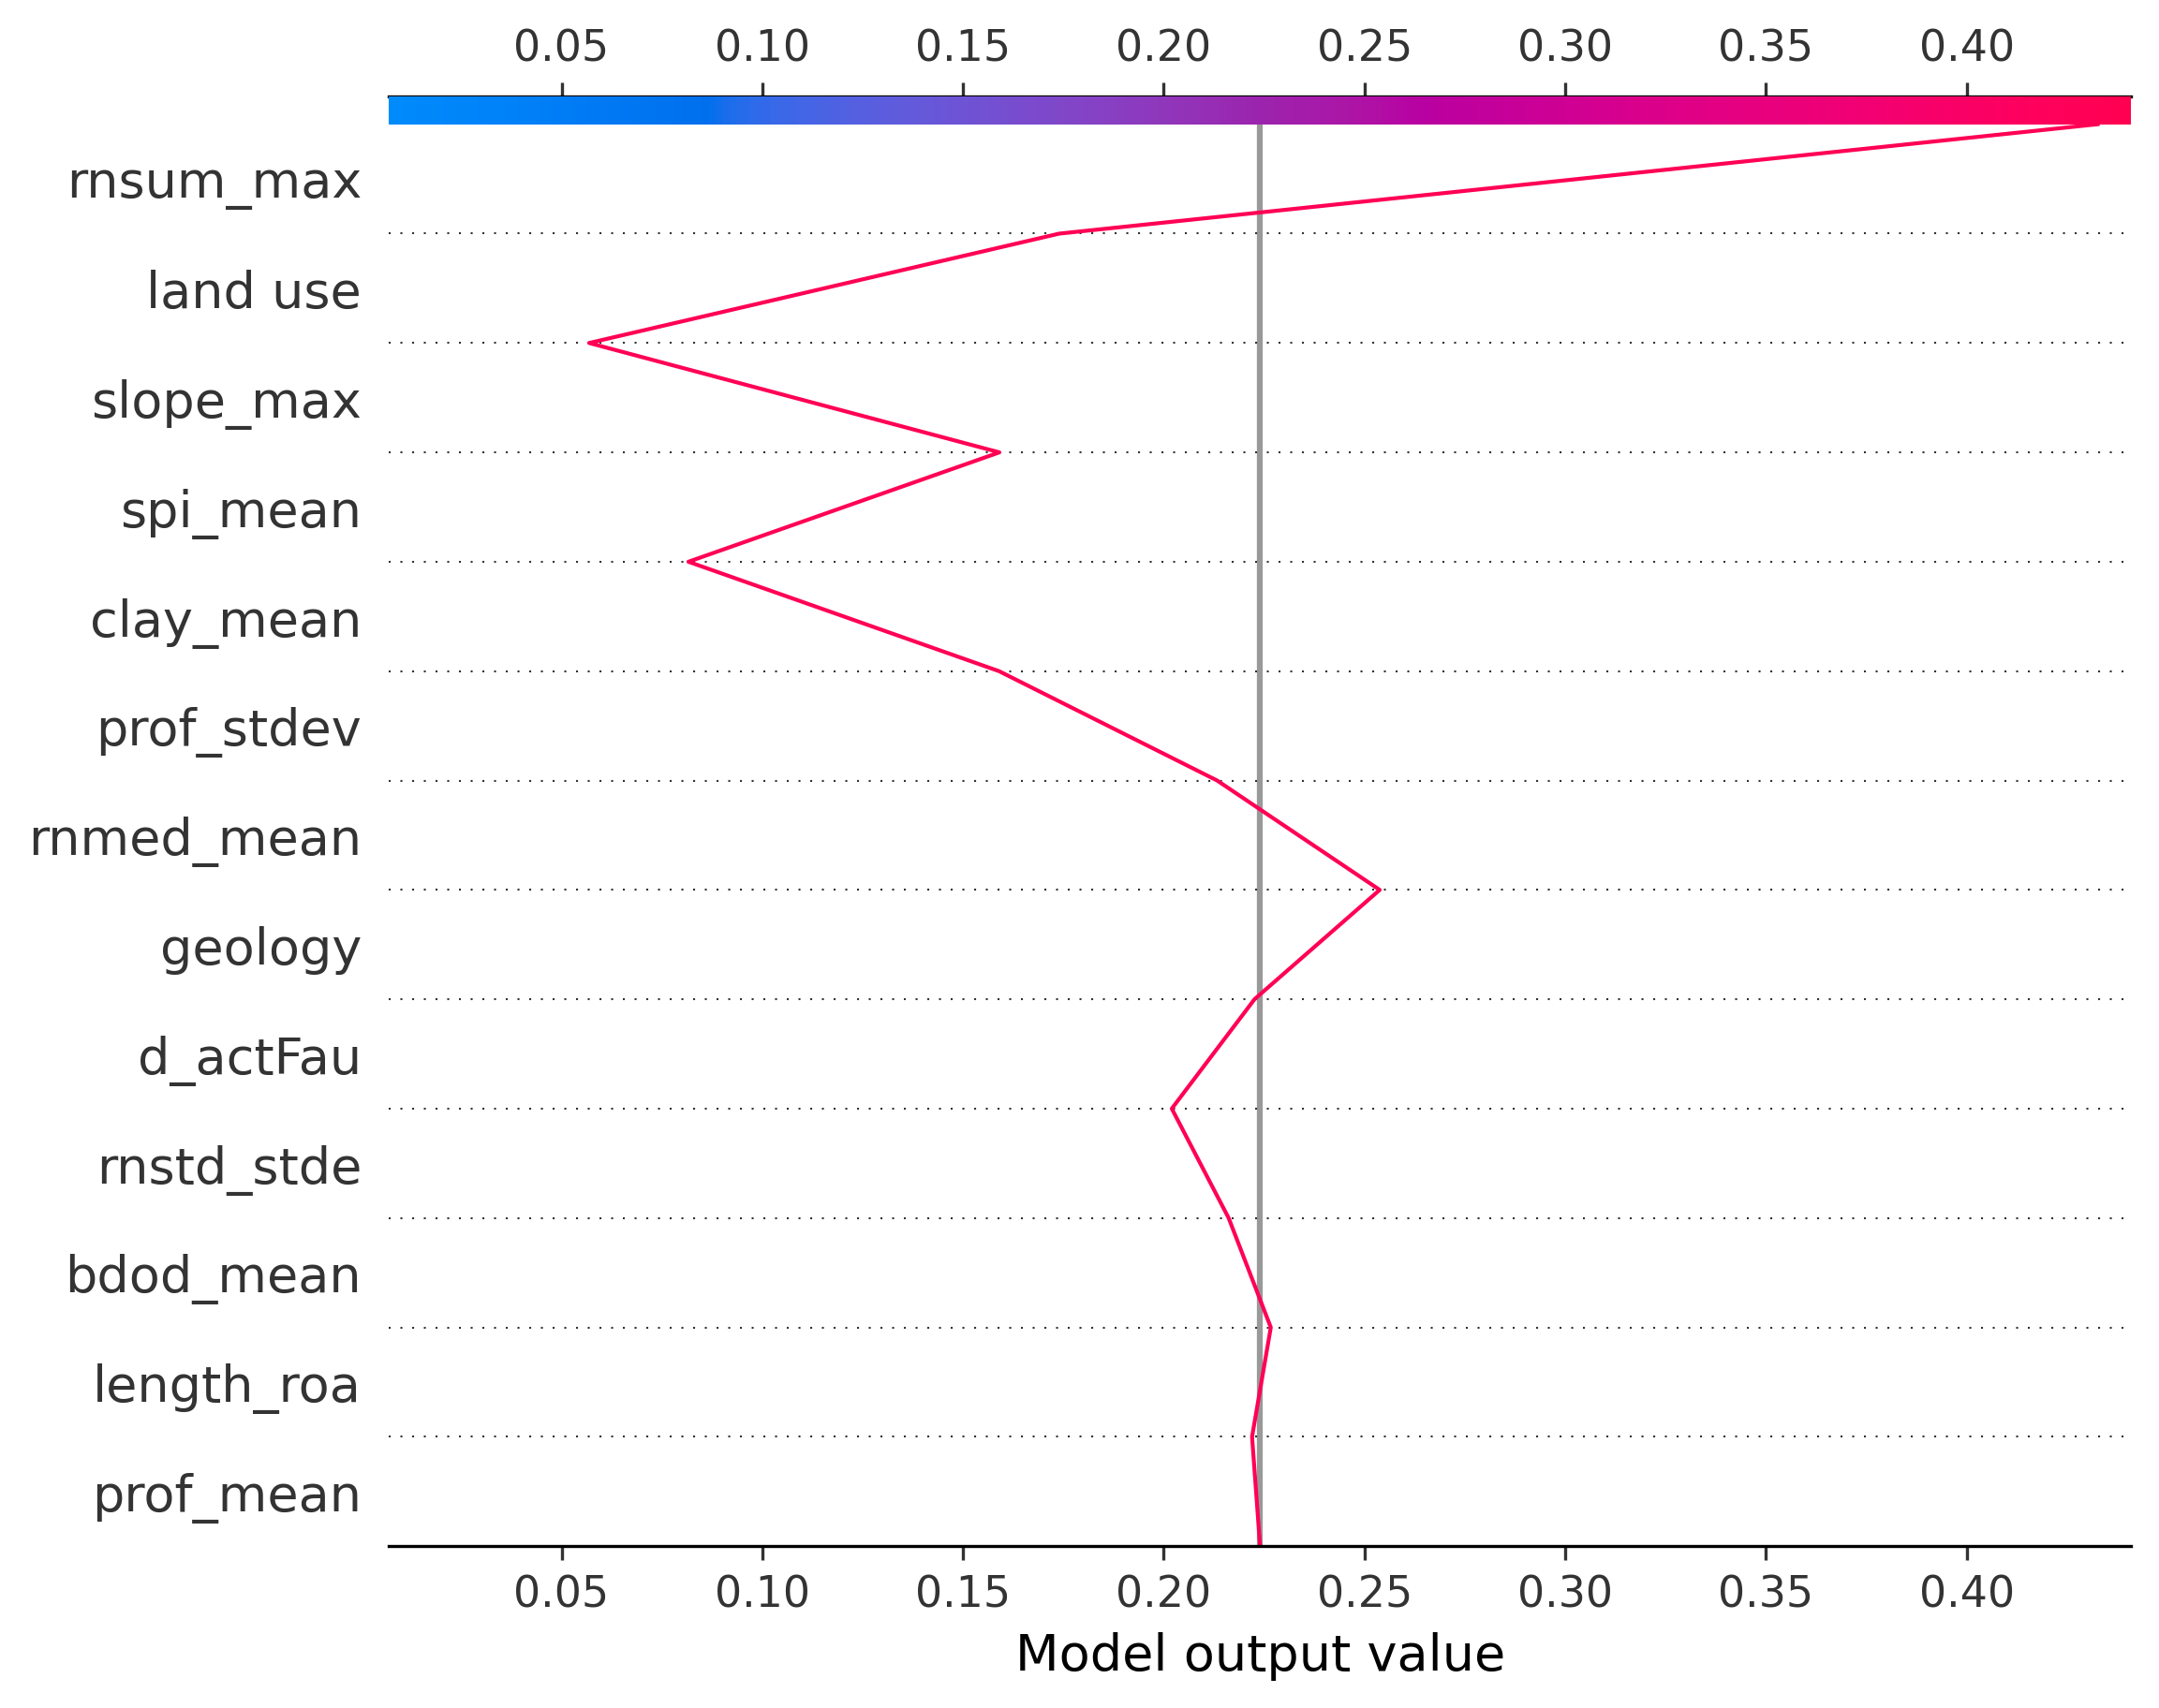 0.05 0.10 0.15 0.20 0.25 0.30 0.35 0.40
rnsum_max
land use
slope_max
spi_mean
clay_mean
prof_stdev
rnmed_mean
geology
d_actFau
rnstd_stde
bdod_mean
length_roa
prof_mean
0.05 0.10 0.15 0.20 0.25 0.30 0.35 0.40
Model output value